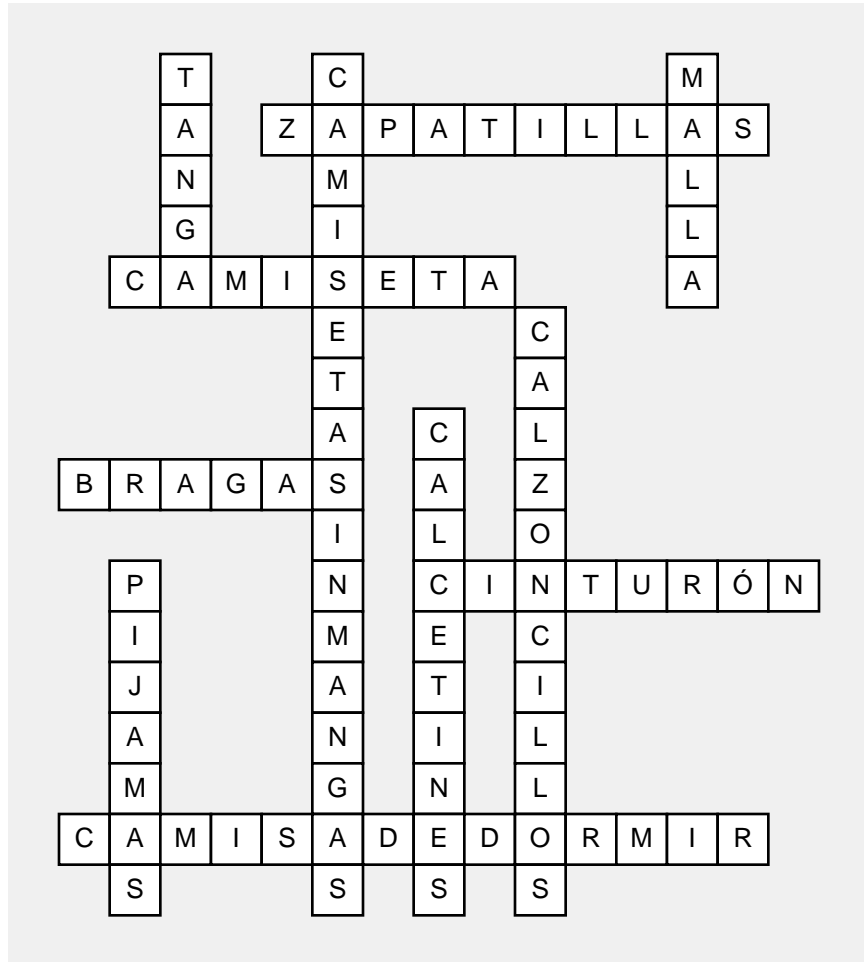 TANGA
CAMISETASINMANGAS
MALLA
ZAPATILLAS
CAMISETA
CALZONCILLOS
CALCETINES
BRAGAS
PIJAMAS
CINTURÓN
CAMISADEDORMIR